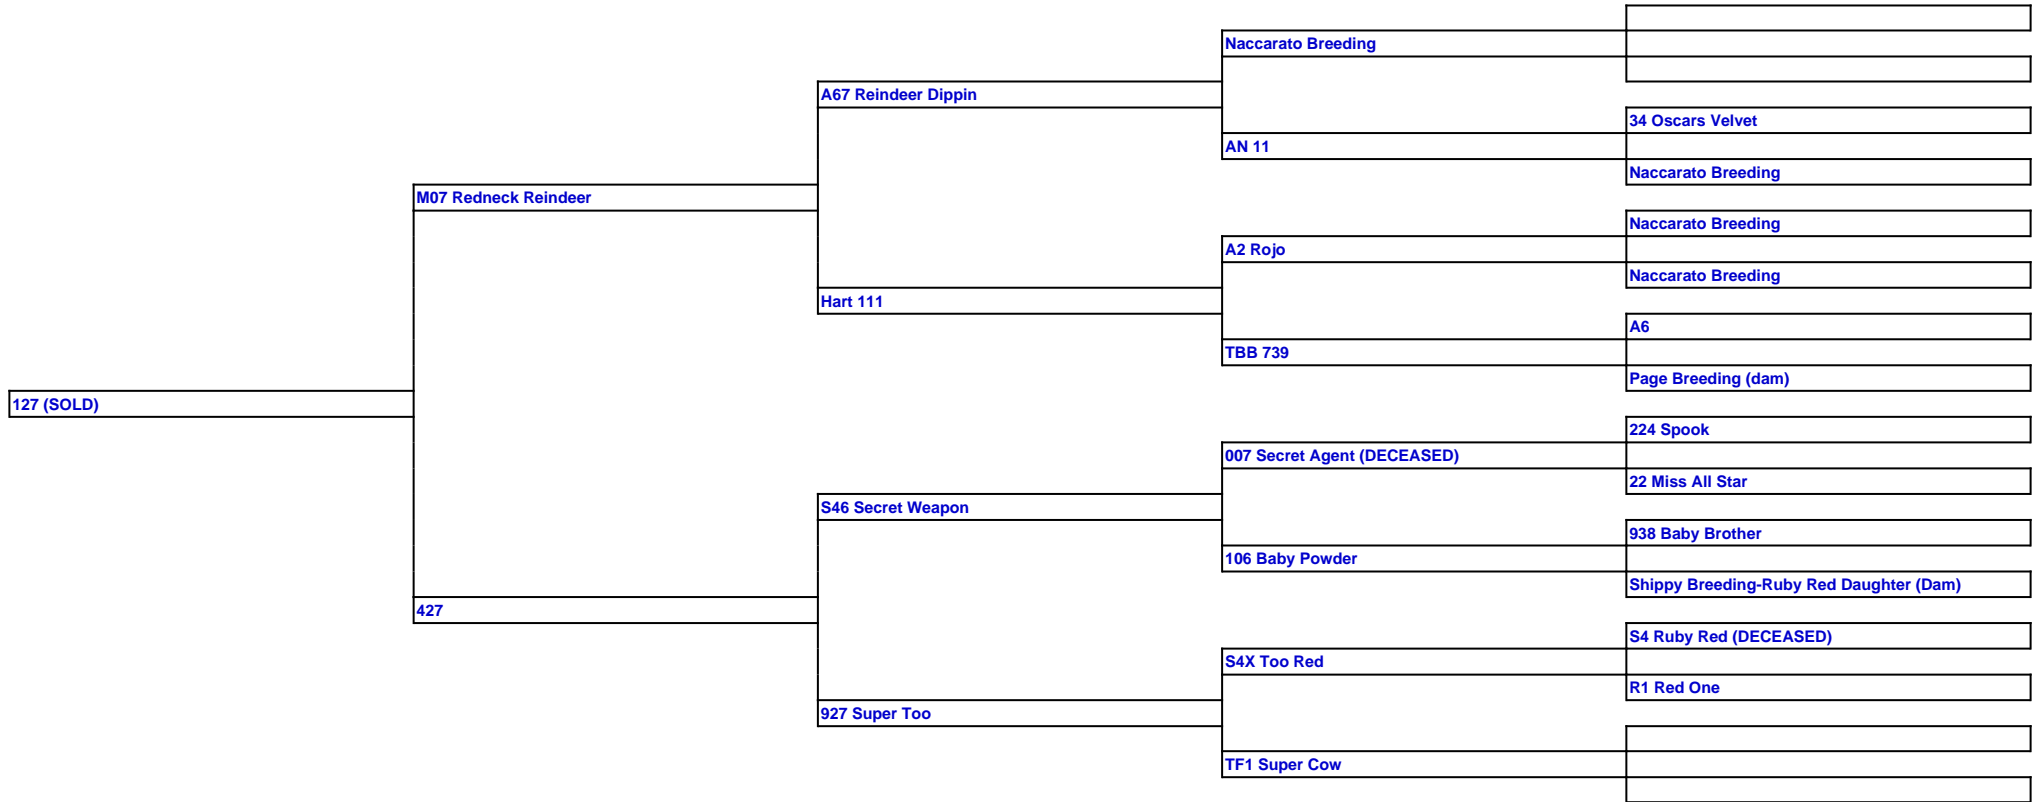 Naccarato Breeding
A67 Reindeer Dippin
34 Oscars Velvet
AN 11
Naccarato Breeding
M07 Redneck Reindeer
Naccarato Breeding
A2 Rojo
Naccarato Breeding
Hart 111
A6
TBB 739
Page Breeding (dam)
127 (SOLD)
224 Spook
007 Secret Agent (DECEASED)
22 Miss All Star
S46 Secret Weapon
938 Baby Brother
106 Baby Powder
Shippy Breeding-Ruby Red Daughter (Dam)
427
S4 Ruby Red (DECEASED)
S4X Too Red
R1 Red One
927 Super Too
TF1 Super Cow